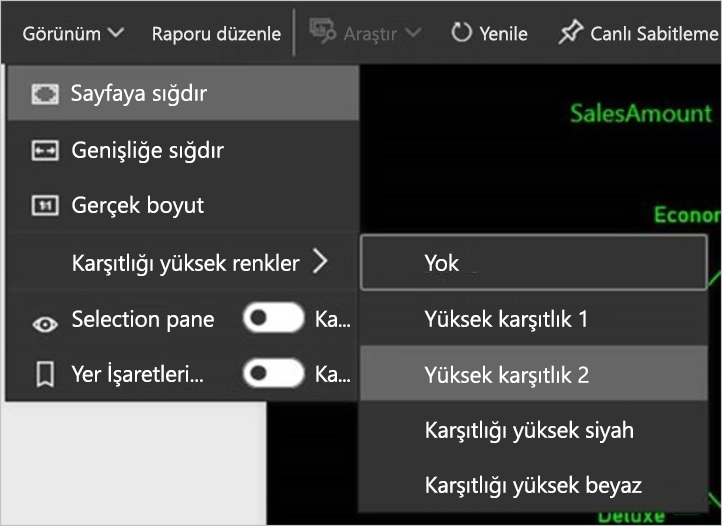 Görünüm Raporu düzenle Araştır Yenile Canlı Sabitleme
Sayfaya sığdır
SalesAmount
Genişliğe sığdır
1:1 Gerçek boyut
Econor
Karşıtlığı yüksek renkler
Yok
Selection pane Ka...
Yüksek karşıtlık 1
Yer İşaretleri... Ka...
Yüksek karşıtlık 2
Karşıtlığı yüksek siyah
Karşıtlığı yüksek beyaz
Deluxe